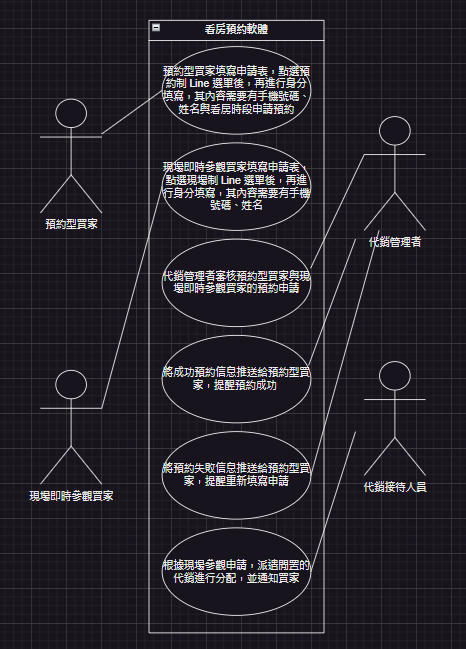 看房預約軟體
預約型買家填寫申請表，點選預
約制 Line 選單後，再進行身分
填寫，其內容需要有手機號碼、
姓名與看房時段申請預約
預約型買家
現場即時參觀買家填寫申請表，
點選現場制 Line 選單後，再進
行身分填寫，其內容需要有手機
號碼、姓名
代銷管理者
代銷管理者審核預約型買家與現
場即時參觀買家的預約申請
將成功預約信息推送給預約型買
家，提醒預約成功
將預約失敗信息推送給預約型買
家，提醒重新填寫申請
現場即時參觀買家
代銷接待人員
根據現場參觀申請，派遣閒置的
代銷進行分配，並通知買家